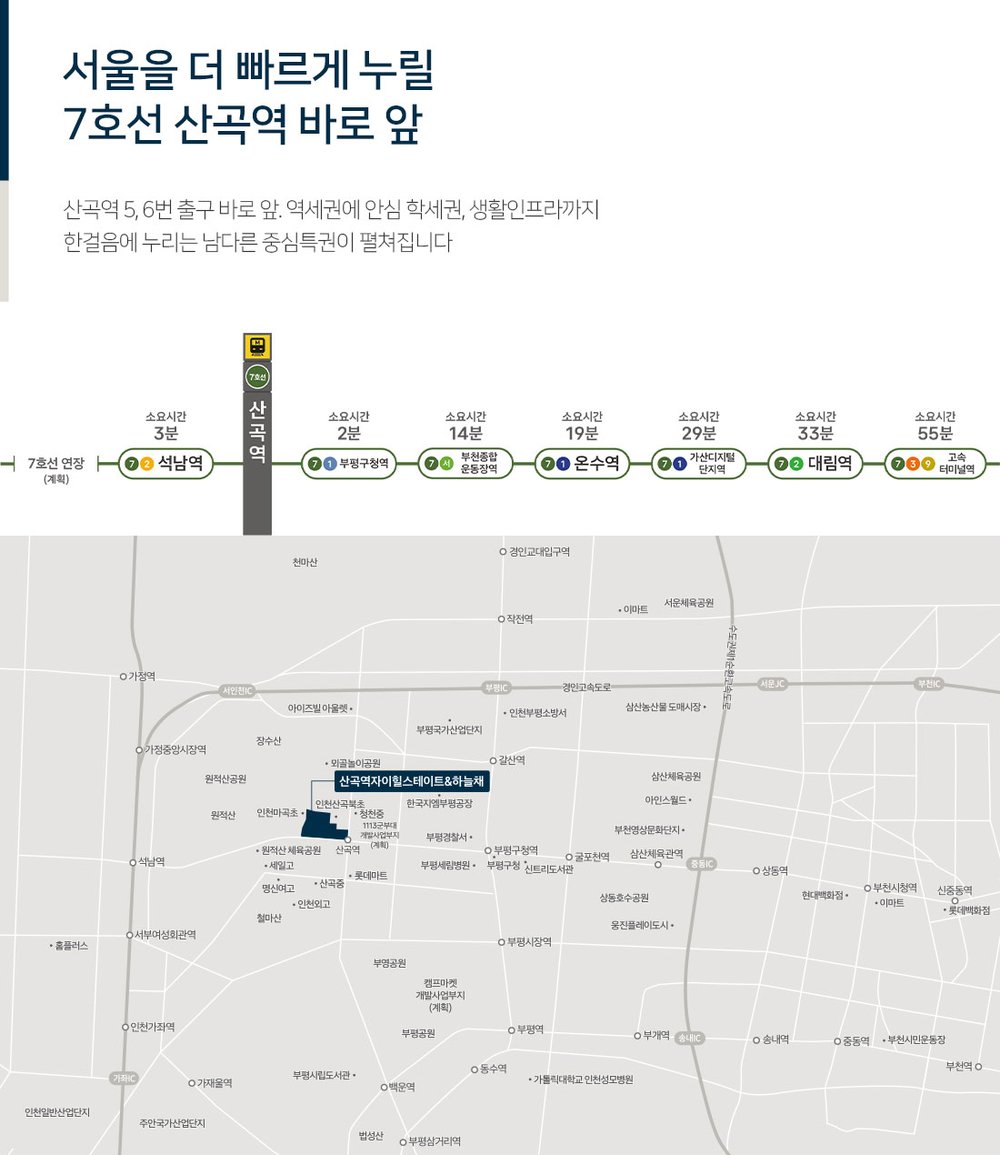 서울을 더 빠르게 누릴
7호선 산곡역 바로 앞
산곡역 5, 6번 출구 바로 앞. 역세권에 안심 학세권, 생활인프라까지
한걸음에 누리는 남다른 중심특권이 펼쳐집니다
7호선
산곡역
7호선 연장
(계획)
소요시간
3분
7 2 석남역
소요시간
2분
7 1 부평구청역
소요시간
14분
7 서 부천종합
운동장역
소요시간
19분
7 1 온수역
소요시간
29분
7 1 가산디지털
단지역
소요시간
33분
7 2 대림역
소요시간
55분
7 3 9 고속
터미널역
경인교대입구역
천마산
서운체육공원
이마트
작전역
수도권제1순환고속도로
가정역
서인천IC
부평IC
경인고속도로
서운JC
부천IC
아이즈빌 아울렛
인천부평소방서
삼산농산물 도매시장
부평국가산업단지
장수산
가정중앙시장역
뫼골놀이공원
갈산역
원적산공원
산곡역자이힐스테이트&하늘채
삼산체육공원
인천산곡북초
한국지엠부평공장
아인스월드
원적산
인천마곡초
청천중
1113군부대
개발사업부지
(계획)
부천영상문화단지
부평경찰서
원적산 체육공원
산곡역
부평구청역
굴포천역
삼산체육관역
석남역
세일고
부평세림병원
부평구청
신트리도서관
중동IC
상동역
롯데마트
명신여고
산곡중
현대백화점
부천시청역
신중동역
인천외고
상동호수공원
이마트
롯데백화점
철마산
웅진플레이도시
서부여성회관역
홈플러스
부평시장역
부영공원
캠프마켓
개발사업부지
(계획)
인천가좌역
부평공원
부평역
부개역
송내IC
송내역
중동역
부천시민운동장
부천역
가좌IC
가재울역
부평시립도서관
백운역
동수역
가톨릭대학교 인천성모병원
인천일반산업단지
주안국가산업단지
법성산
부평삼거리역